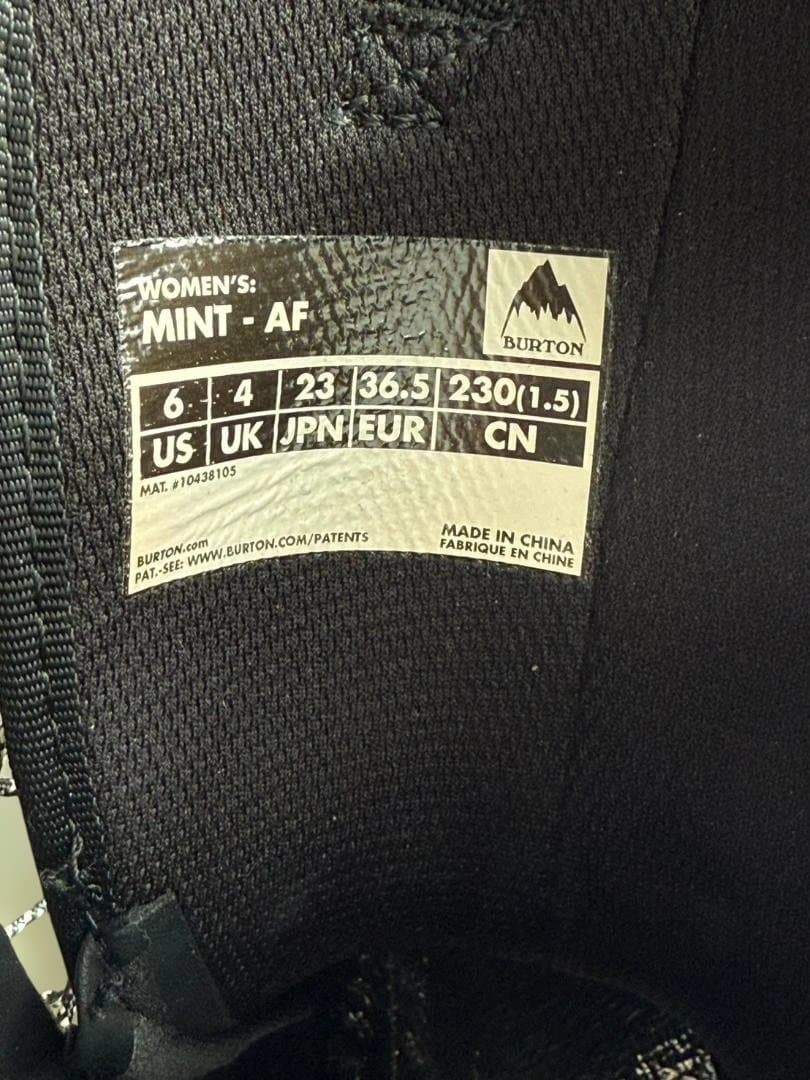 WOMEN'S:
MINT - AF
BURTON
6 4 23 36.5 230(1.5)
US UK JPN EUR CN
MAT. #10438105
BURTON.com
PAT.-SEE: WWW.BURTON.COM/PATENTS
MADE IN CHINA
FABRIQUE EN CHINE